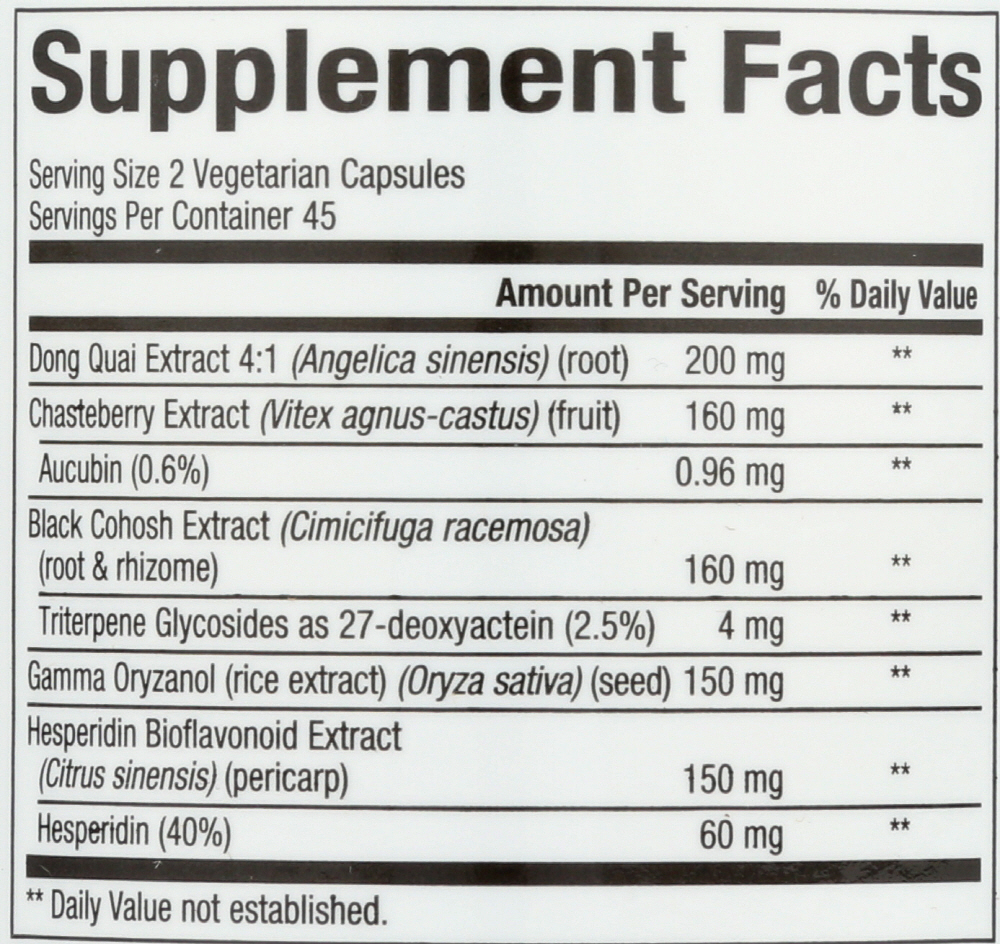 Supplement Facts
Serving Size 2 Vegetarian Capsules
Servings Per Container 45
Amount Per Serving % Daily Value
Dong Quai Extract 4:1 (Angelica sinensis) (root) 200 mg **
Chasteberry Extract (Vitex agnus-castus) (fruit) 160 mg **
Aucubin (0.6%) 0.96 mg **
Black Cohosh Extract (Cimicifuga racemosa)
(root & rhizome) 160 mg **
Triterpene Glycosides as 27-deoxyactein (2.5%) 4 mg **
Gamma Oryzanol (rice extract) (Oryza sativa) (seed) 150 mg **
Hesperidin Bioflavonoid Extract
(Citrus sinensis) (pericarp) 150 mg **
Hesperidin (40%) 60 mg **
** Daily Value not established.